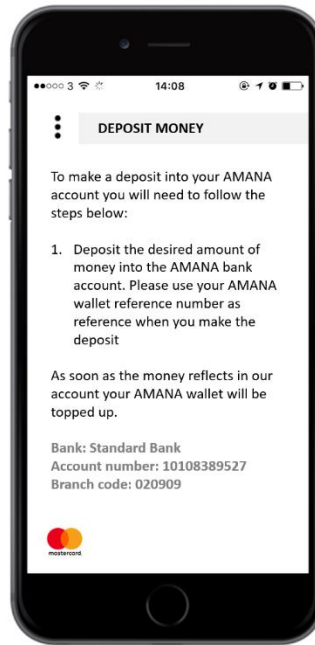 3
14:08
DEPOSIT MONEY
To make a deposit into your AMANA
account you will need to follow the
steps below:
1. Deposit the desired amount of
money into the AMANA bank
account. Please use your AMANA
wallet reference number as
reference when you make the
deposit
As soon as the money reflects in our
account your AMANA wallet will be
topped up.
Bank: Standard Bank
Account number: 10108389527
Branch code: 020909
mastercard